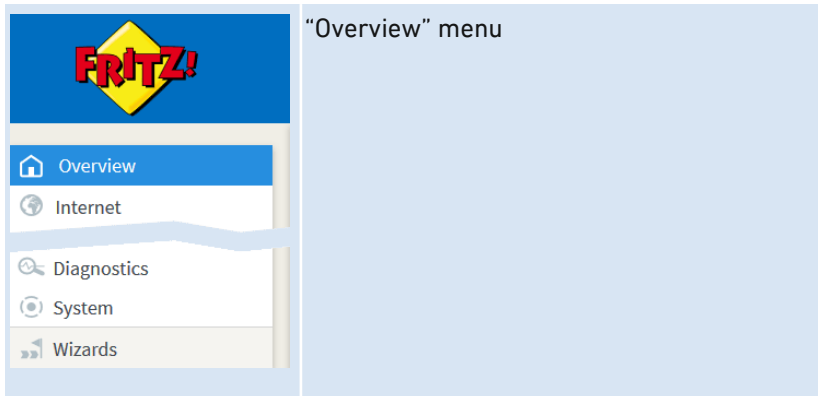 FRITZ!
“Overview” menu
Overview
Internet
Diagnostics
System
Wizards